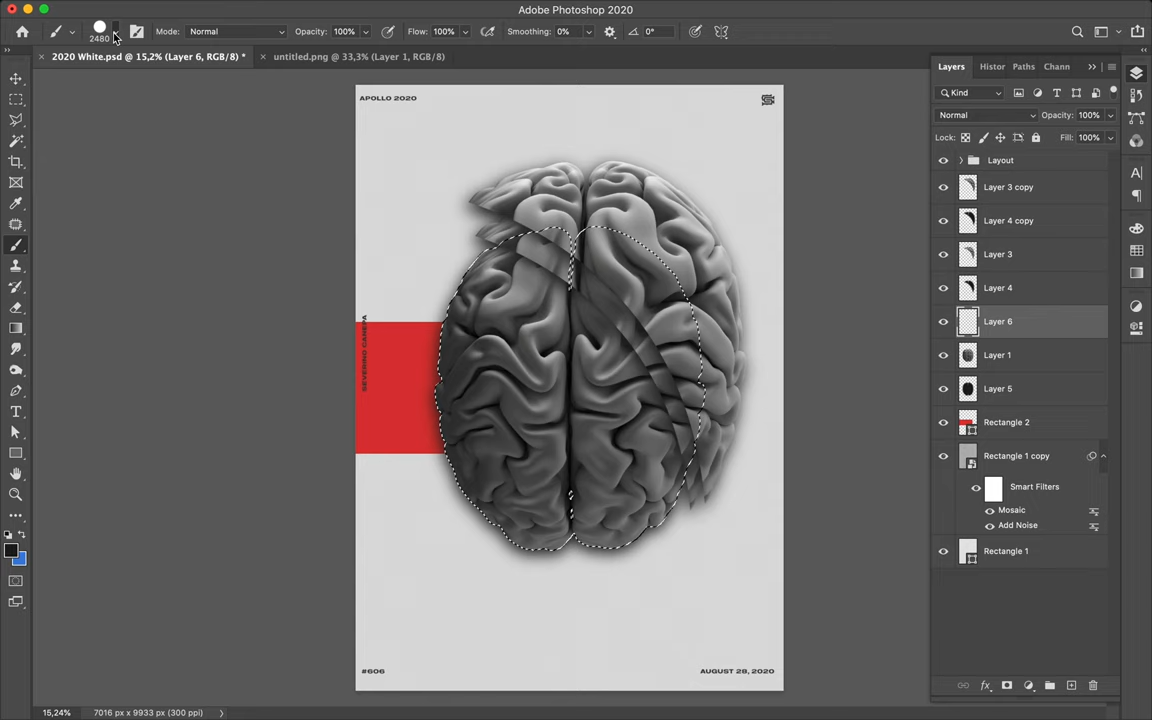 Adobe Photoshop 2020
2480
Mode: Normal
Opacity: 100%
Flow: 100%
Smoothing: 0%
0°
2020 White.psd @ 15,2% (Layer 6, RGB/8) *
untitled.png @ 33,3% (Layer 1, RGB/8)
Layers
Histor
Paths
Chann
Kind
Normal
Opacity: 100%
Lock:
Fill: 100%
Layout
Layer 3 copy
Layer 4 copy
Layer 3
Layer 4
Layer 6
Layer 1
Layer 5
Rectangle 2
Rectangle 1 copy
Smart Filters
Mosaic
Add Noise
Rectangle 1
APOLLO 2020
SEVERINO CANEPA
#606
AUGUST 28, 2020
15,24%
7016 px x 9933 px (300 ppi)